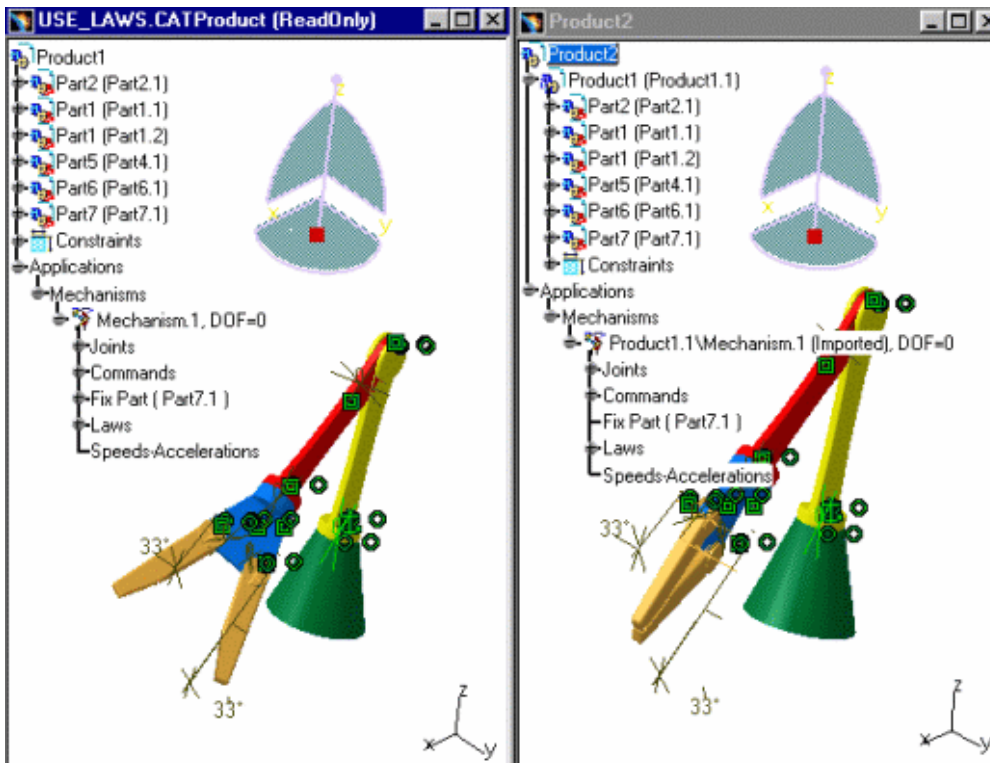 USE_LAWS.CATProduct (ReadOnly)
Product1
Part2 (Part2.1)
Part1 (Part1.1)
Part1 (Part1.2)
Part5 (Part4.1)
Part6 (Part6.1)
Part7 (Part7.1)
Constraints
Applications
Mechanisms
Mechanism.1, DOF=0
Joints
Commands
Fix Part ( Part7.1 )
Laws
Speeds-Accelerations
z
x
y
33°
33°
z
x
y
Product2
Product2
Product1 (Product1.1)
Part2 (Part2.1)
Part1 (Part1.1)
Part1 (Part1.2)
Part5 (Part4.1)
Part6 (Part6.1)
Part7 (Part7.1)
Constraints
Applications
Mechanisms
Product1.1\Mechanism.1 (Imported), DOF=0
Joints
Commands
Fix Part ( Part7.1 )
Laws
Speeds-Accelerations
z
x
y
33°
33°
z
x
y